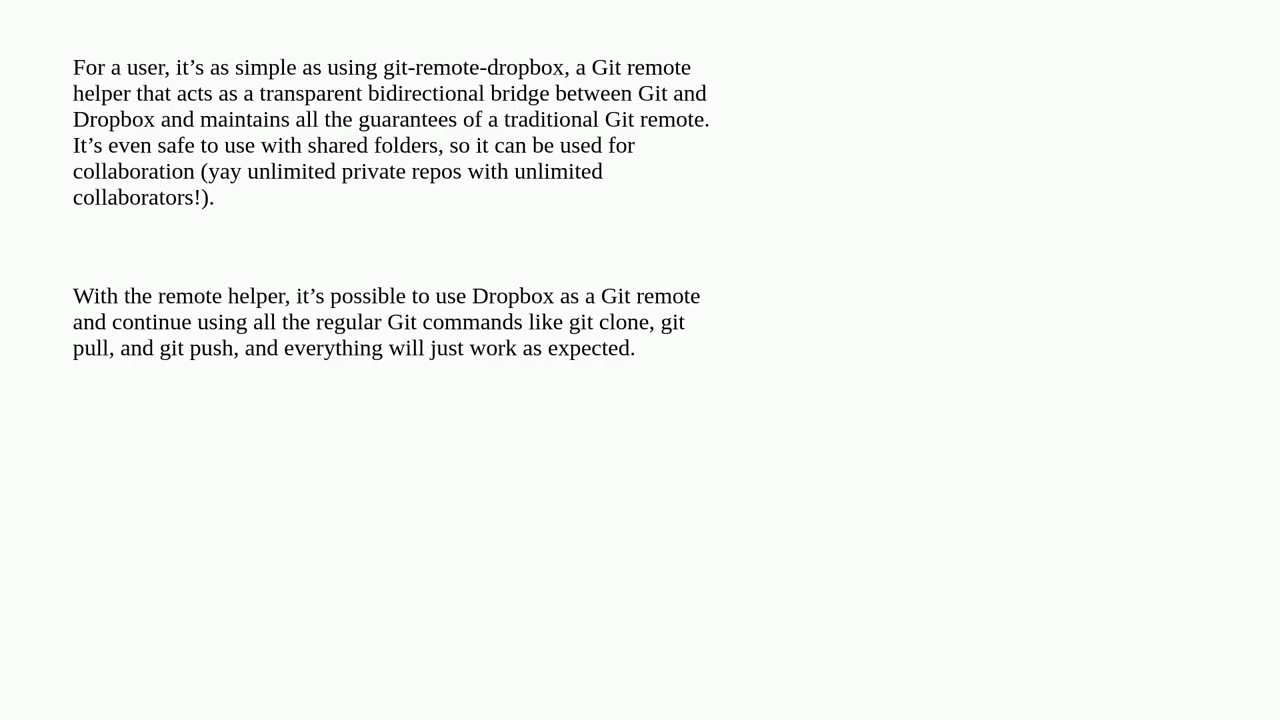 For a user, it’s as simple as using git-remote-dropbox, a Git remote
helper that acts as a transparent bidirectional bridge between Git and
Dropbox and maintains all the guarantees of a traditional Git remote.
It’s even safe to use with shared folders, so it can be used for
collaboration (yay unlimited private repos with unlimited
collaborators!).
With the remote helper, it’s possible to use Dropbox as a Git remote
and continue using all the regular Git commands like git clone, git
pull, and git push, and everything will just work as expected.